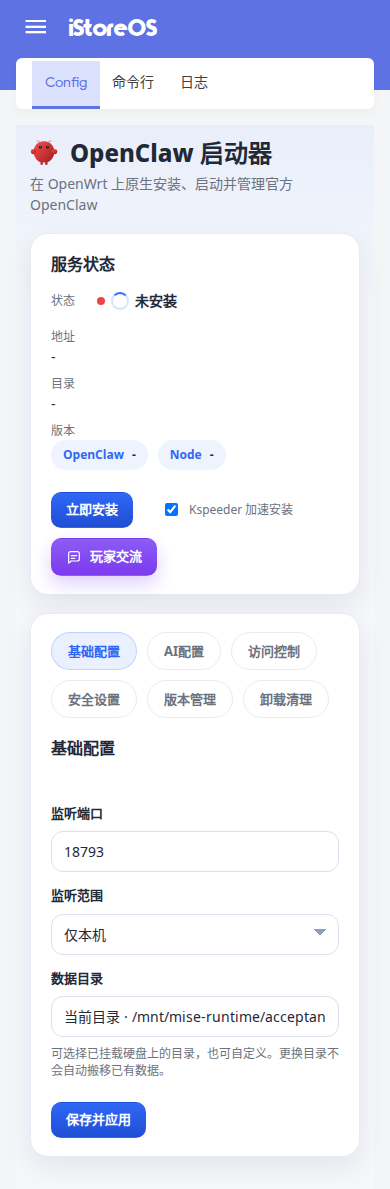 iStoreOS
Config
命令行
日志
OpenClaw 启动器
在 OpenWrt 上原生安装、启动并管理官方
OpenClaw
服务状态
状态
未安装
地址
-
目录
-
版本
OpenClaw -
Node -
立即安装
Kspeeder 加速安装
玩家交流
基础配置
AI配置
访问控制
安全设置
版本管理
卸载清理
基础配置
监听端口
18793
监听范围
仅本机
数据目录
当前目录 · /mnt/mise-runtime/acceptan
可选择已挂载硬盘上的目录，也可自定义。更换目录不
会自动搬移已有数据。
保存并应用